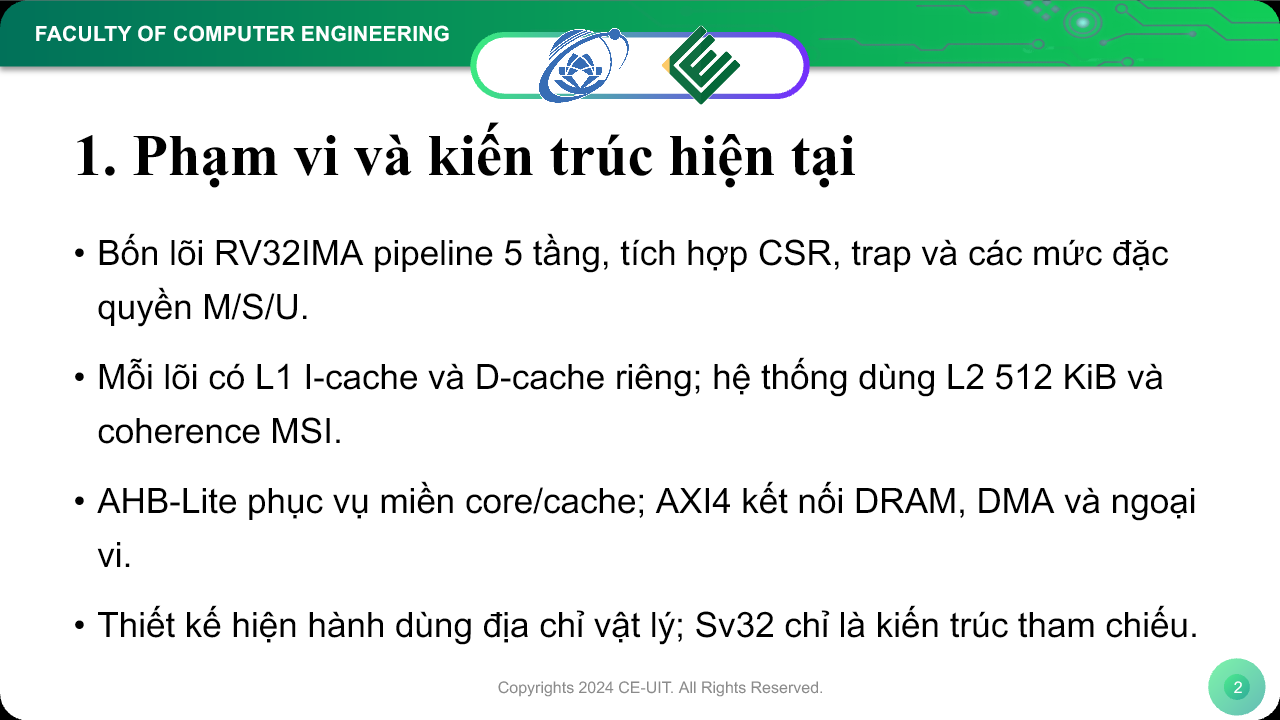 FACULTY OF COMPUTER ENGINEERING
1. Phạm vi và kiến trúc hiện tại
• Bốn lõi RV32IMA pipeline 5 tầng, tích hợp CSR, trap và các mức đặc
quyền M/S/U.
• Mỗi lõi có L1 I-cache và D-cache riêng; hệ thống dùng L2 512 KiB và
coherence MSI.
• AHB-Lite phục vụ miền core/cache; AXI4 kết nối DRAM, DMA và ngoại
vi.
• Thiết kế hiện hành dùng địa chỉ vật lý; Sv32 chỉ là kiến trúc tham chiếu.
Copyrights 2024 CE-UIT. All Rights Reserved.
2